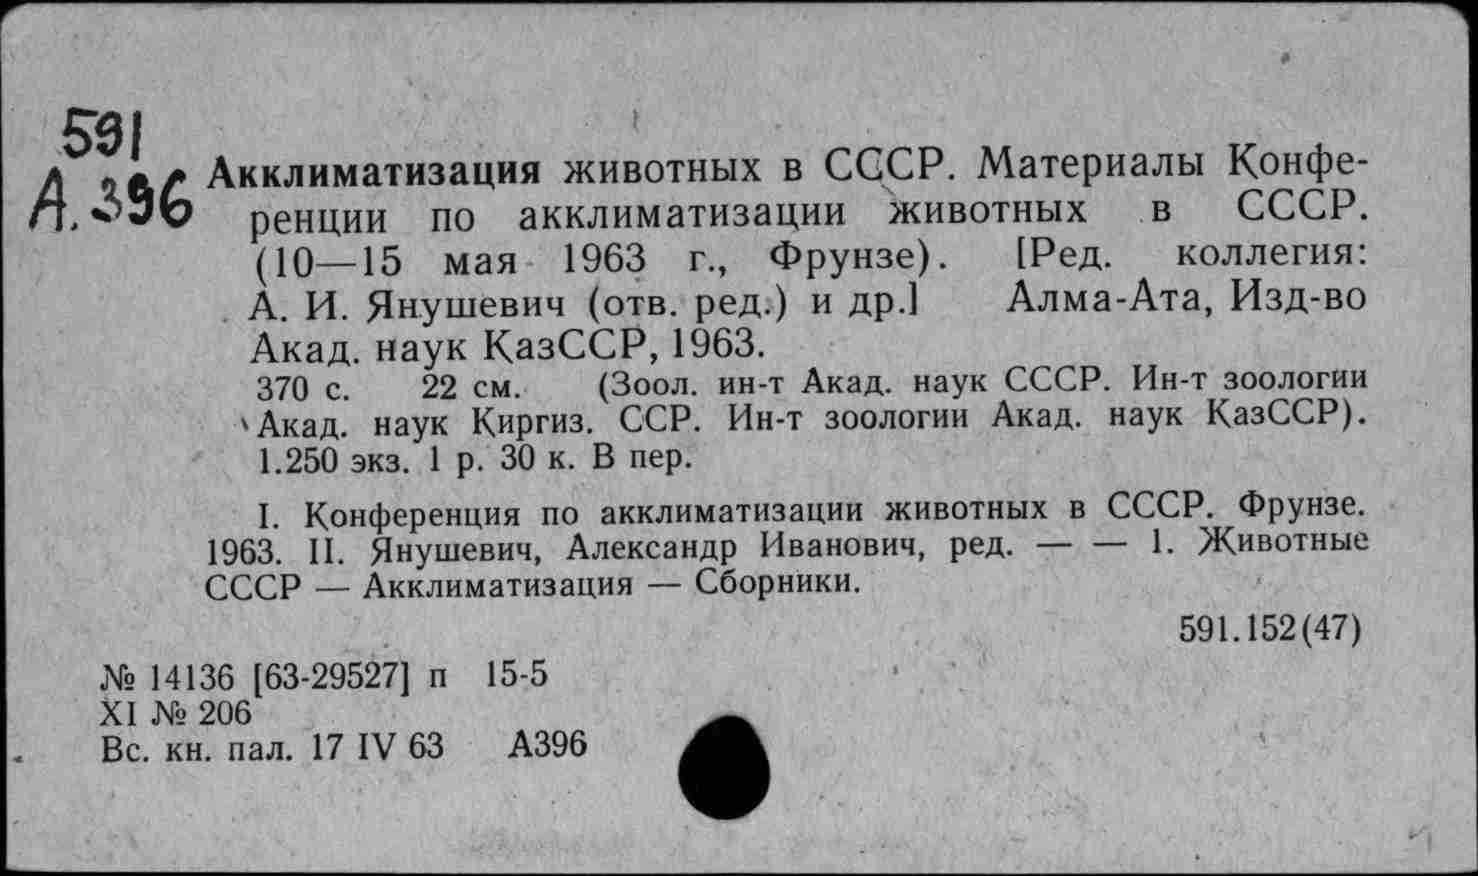 591
А.396
Акклиматизация животных в СССР. Материалы Конфе-
ренции по акклиматизации животных в СССР.
(10—15 мая 1963 г., Фрунзе). [Ред. коллегия:
А. И. Янушевич (отв. ред.) и др.] Алма-Ата, Изд-во
Акад. наук КазССР, 1963.
370 с. 22 см. (Зоол. ин-т Акад. наук СССР. Ин-т зоологии
Акад. наук Киргиз. ССР. Ин-т зоологии Акад. наук КазССР).
1.250 экз. 1 р. 30 к. В пер.
I. Конференция по акклиматизации животных в СССР. Фрунзе.
1963. II. Янушевич, Александр Иванович, ред. — — 1. Животные
СССР — Акклиматизация — Сборники.
591.152(47)
№ 14136 [63-29527] п 15-5
XI № 206
Вс. кн. пал. 17 IV 63 А396